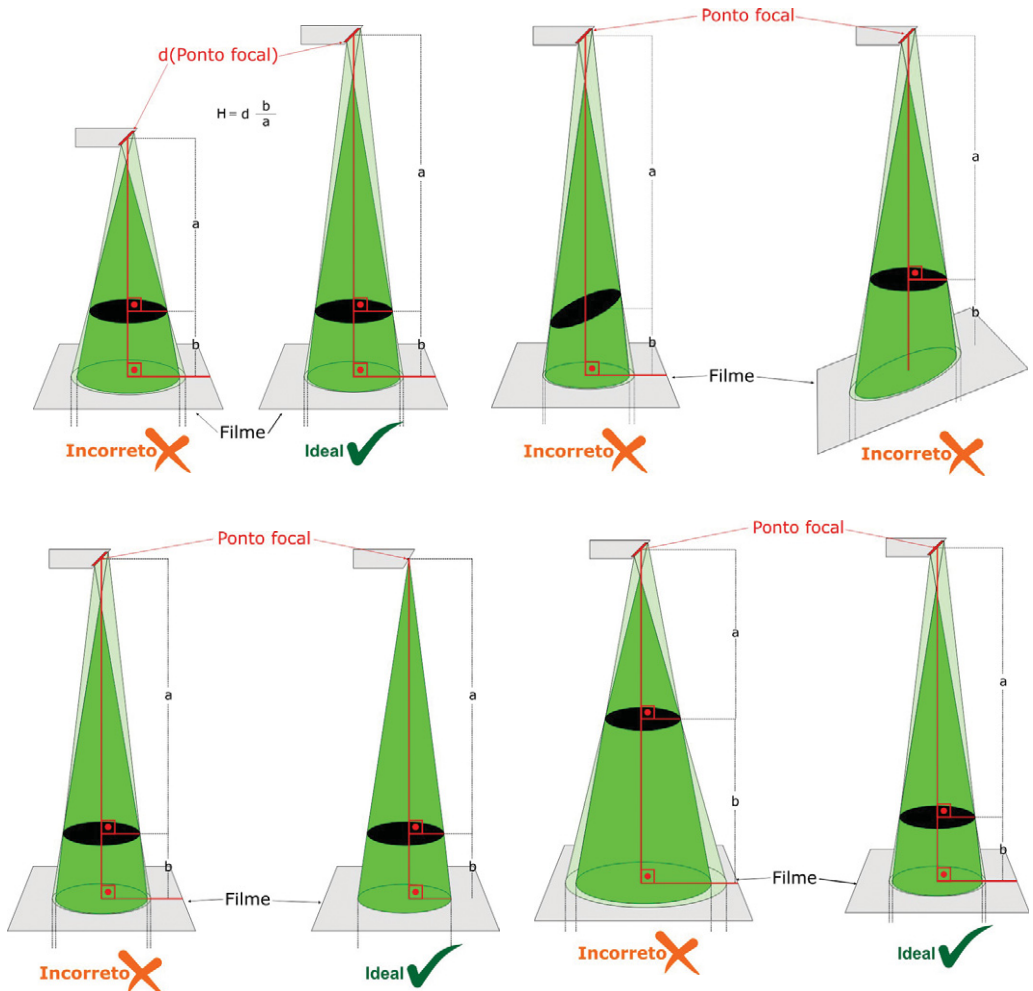 Ponto focal
d(Ponto focal)
H = d b
a
a
a
a
a
b
b
b
b
Filme
Filme
Incorreto
Ideal
Incorreto
Incorreto
Ponto focal
Ponto focal
a
a
a
a
b
b
b
b
Filme
Filme
Incorreto
Ideal
Incorreto
Ideal